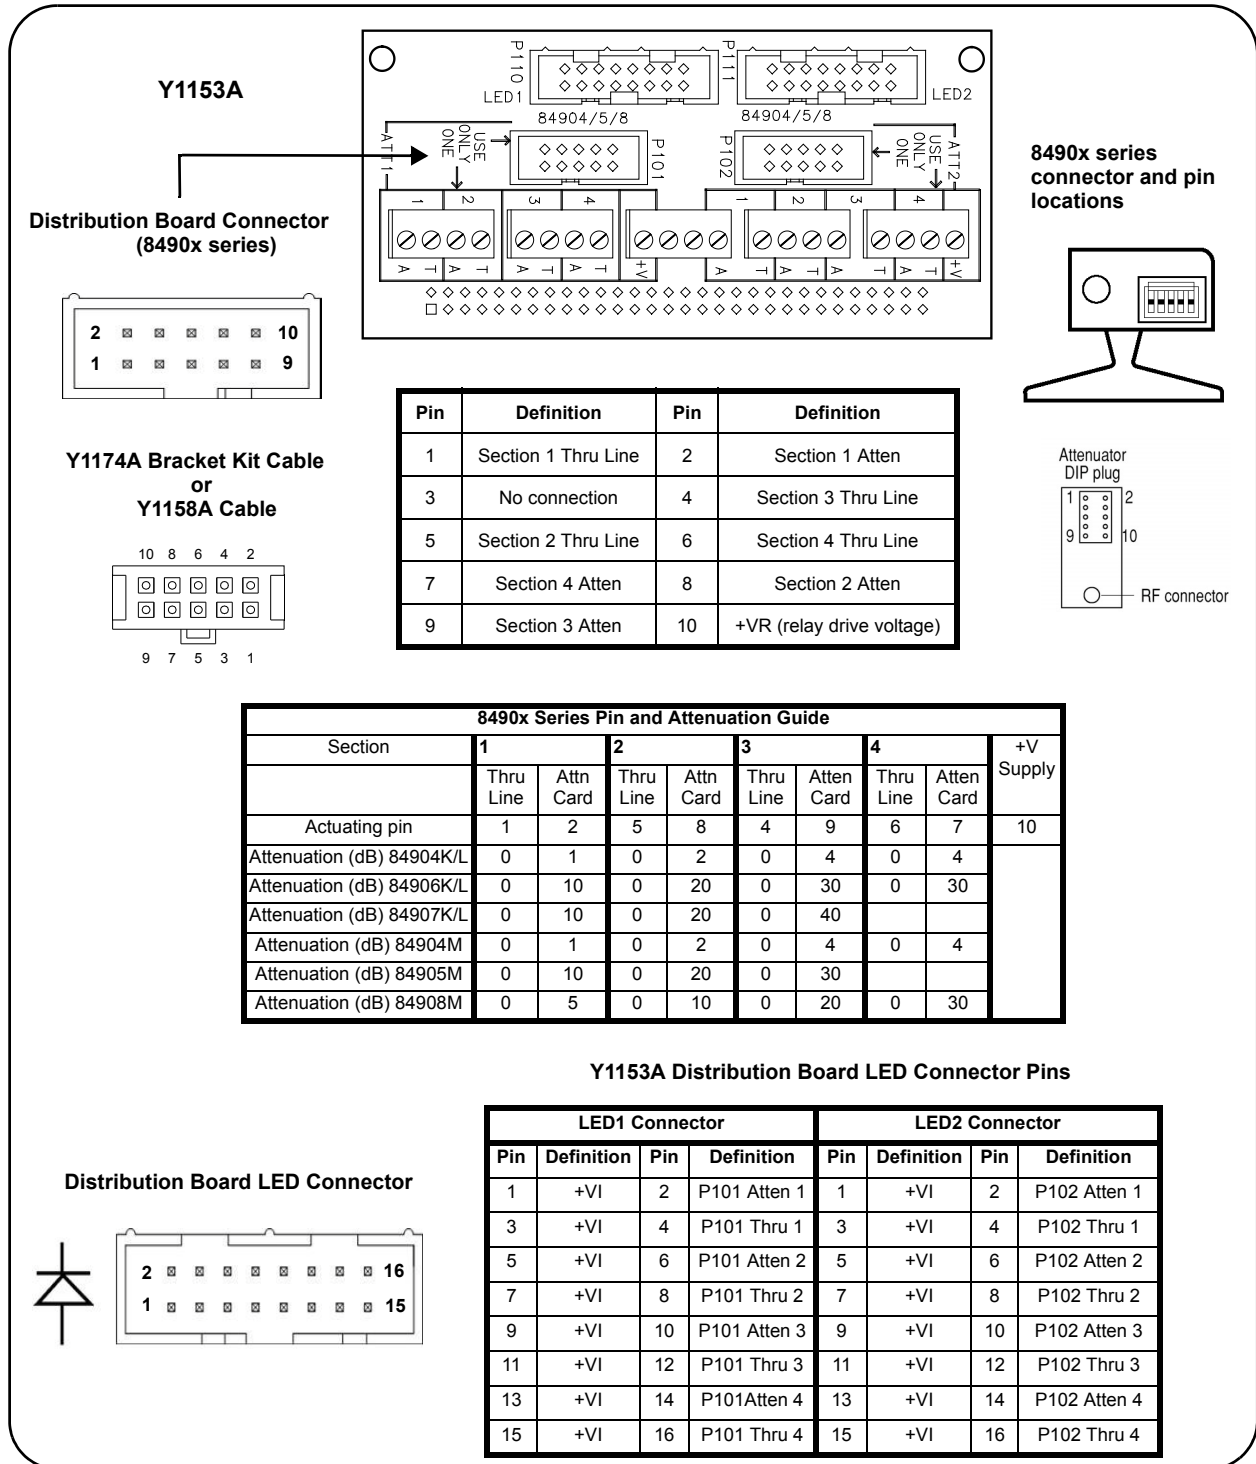 Y1153A
P110
LED1
84904/5/8
P111
LED2
84904/5/8
ATT1
USE ONLY ONE
P101
P102
USE ONLY ONE
ATT2
1 2 3 4 1 2 3 4
A T A T A T A T +V A T A T A T A T +V
Distribution Board Connector
(8490x series)
2 10
1 9
8490x series
connector and pin
locations
Y1174A Bracket Kit Cable
or
Y1158A Cable
10 8 6 4 2
9 7 5 3 1
Pin Definition Pin Definition
1 Section 1 Thru Line 2 Section 1 Atten
3 No connection 4 Section 3 Thru Line
5 Section 2 Thru Line 6 Section 4 Thru Line
7 Section 4 Atten 8 Section 2 Atten
9 Section 3 Atten 10 +VR (relay drive voltage)
Attenuator
DIP plug
1 2
9 10
RF connector
8490x Series Pin and Attenuation Guide
Section 1 2 3 4 +V Supply
Thru Line Attn Card Thru Line Attn Card Thru Line Atten Card Thru Line Atten Card
Actuating pin 1 2 5 8 4 9 6 7 10
Attenuation (dB) 84904K/L 0 1 0 2 0 4 0 4
Attenuation (dB) 84906K/L 0 10 0 20 0 30 0 30
Attenuation (dB) 84907K/L 0 10 0 20 0 40
Attenuation (dB) 84904M 0 1 0 2 0 4 0 4
Attenuation (dB) 84905M 0 10 0 20 0 30
Attenuation (dB) 84908M 0 5 0 10 0 20 0 30
Y1153A Distribution Board LED Connector Pins
LED1 Connector LED2 Connector
Pin Definition Pin Definition Pin Definition Pin Definition
1 +VI 2 P101 Atten 1 1 +VI 2 P102 Atten 1
3 +VI 4 P101 Thru 1 3 +VI 4 P102 Thru 1
5 +VI 6 P101 Atten 2 5 +VI 6 P102 Atten 2
7 +VI 8 P101 Thru 2 7 +VI 8 P102 Thru 2
9 +VI 10 P101 Atten 3 9 +VI 10 P102 Atten 3
11 +VI 12 P101 Thru 3 11 +VI 12 P102 Thru 3
13 +VI 14 P101Atten 4 13 +VI 14 P102 Atten 4
15 +VI 16 P101 Thru 4 15 +VI 16 P102 Thru 4
Distribution Board LED Connector
2 16
1 15